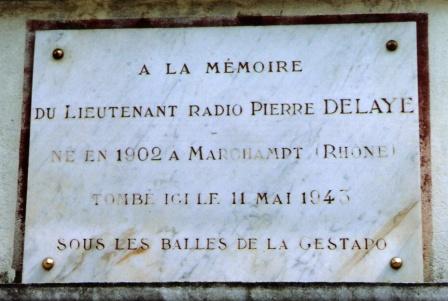 A LA MÉMOIRE
DU LIEUTENANT RADIO PIERRE DELAYE
NÉ EN 1902 A MARCHAMPT (RHÔNE)
TOMBÉ ICI LE 11 MAI 1943
SOUS LES BALLES DE LA GESTAPO